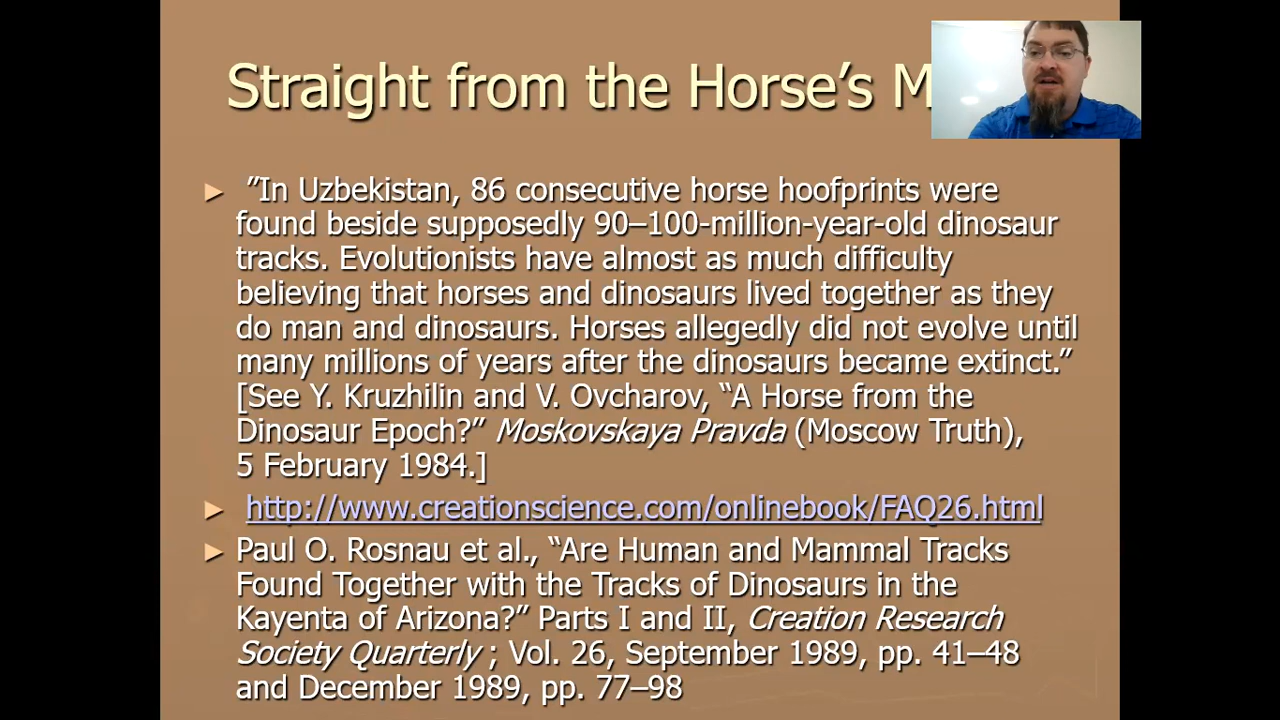 Straight from the Horse’s M
► ”In Uzbekistan, 86 consecutive horse hoofprints were
found beside supposedly 90–100-million-year-old dinosaur
tracks. Evolutionists have almost as much difficulty
believing that horses and dinosaurs lived together as they
do man and dinosaurs. Horses allegedly did not evolve until
many millions of years after the dinosaurs became extinct.”
[See Y. Kruzhilin and V. Ovcharov, “A Horse from the
Dinosaur Epoch?” Moskovskaya Pravda (Moscow Truth),
5 February 1984.]
► http://www.creationscience.com/onlinebook/FAQ26.html
► Paul O. Rosnau et al., “Are Human and Mammal Tracks
Found Together with the Tracks of Dinosaurs in the
Kayenta of Arizona?” Parts I and II, Creation Research
Society Quarterly ; Vol. 26, September 1989, pp. 41–48
and December 1989, pp. 77–98